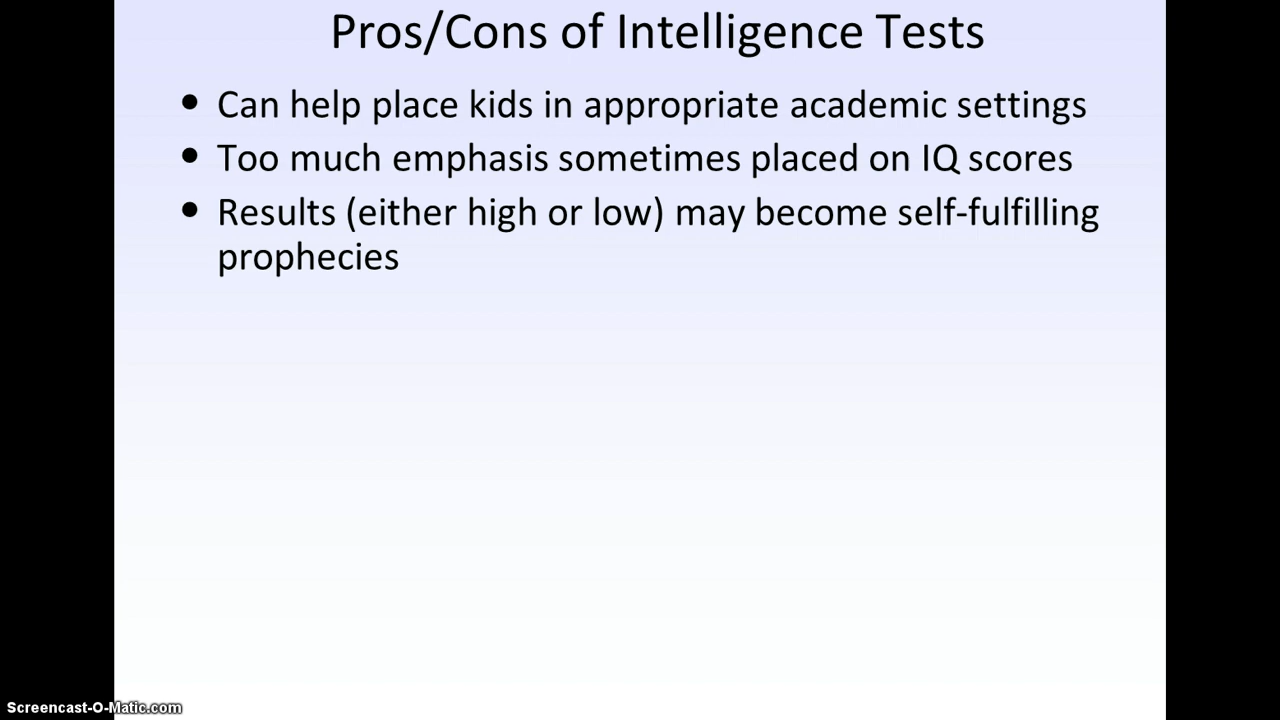 Pros/Cons of Intelligence Tests
• Can help place kids in appropriate academic settings
• Too much emphasis sometimes placed on IQ scores
• Results (either high or low) may become self-fulfilling
prophecies
Screencast-O-Matic.com